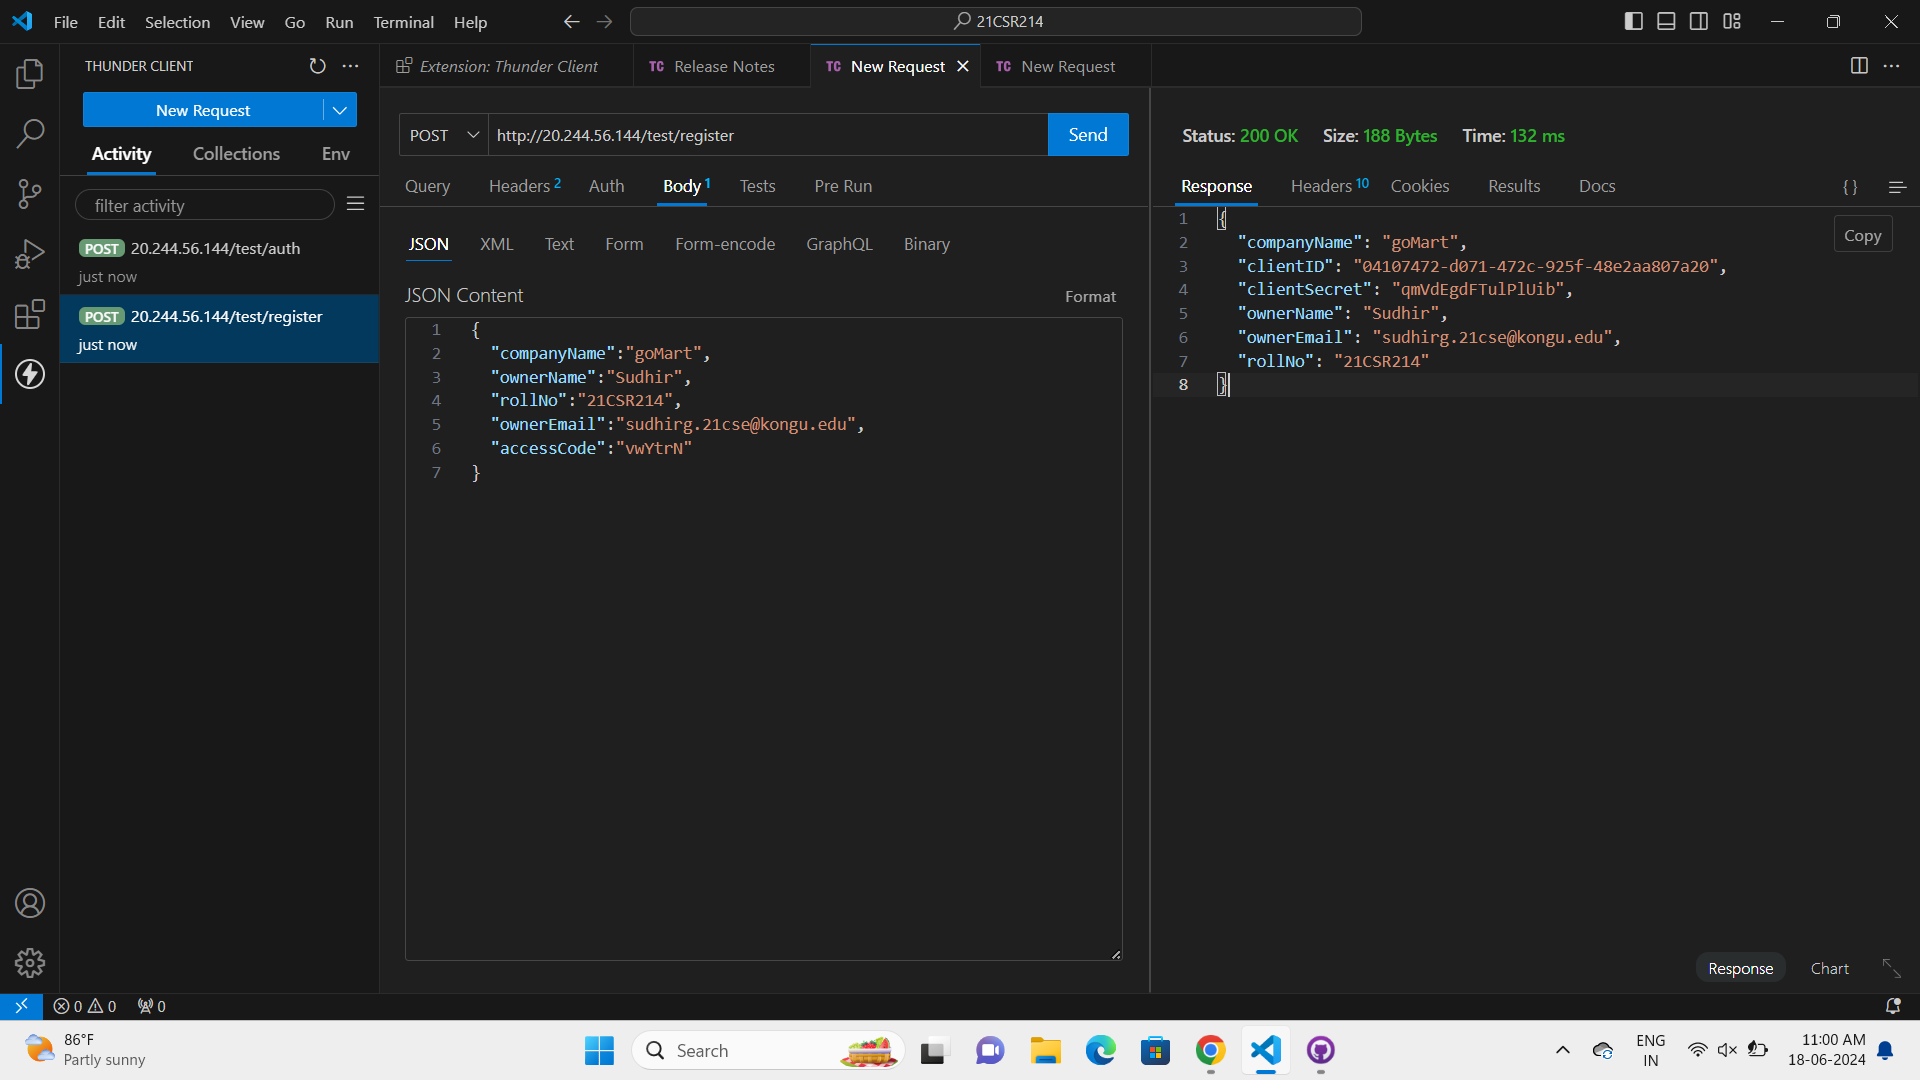 File Edit Selection View Go Run Terminal Help
21CSR214
THUNDER CLIENT
New Request
Activity Collections Env
filter activity
POST 20.244.56.144/test/auth
just now
POST 20.244.56.144/test/register
just now
Extension: Thunder Client
TC Release Notes
TC New Request
TC New Request
POST http://20.244.56.144/test/register Send
Query Headers 2 Auth Body 1 Tests Pre Run
JSON XML Text Form Form-encode GraphQL Binary
JSON Content Format
1 {
2 "companyName":"goMart",
3 "ownerName":"Sudhir",
4 "rollNo":"21CSR214",
5 "ownerEmail":"sudhirg.21cse@kongu.edu",
6 "accessCode":"vwYtrN"
7 }
Status: 200 OK Size: 188 Bytes Time: 132 ms
Response Headers 10 Cookies Results Docs { }
Copy
1 {
2 "companyName": "goMart",
3 "clientID": "04107472-d071-472c-925f-48e2aa807a20",
4 "clientSecret": "qmVdEgdFTulPlUib",
5 "ownerName": "Sudhir",
6 "ownerEmail": "sudhirg.21cse@kongu.edu",
7 "rollNo": "21CSR214"
8 }
Response Chart
0 0 0
86°F
Partly sunny
Search
ENG
IN
11:00 AM
18-06-2024